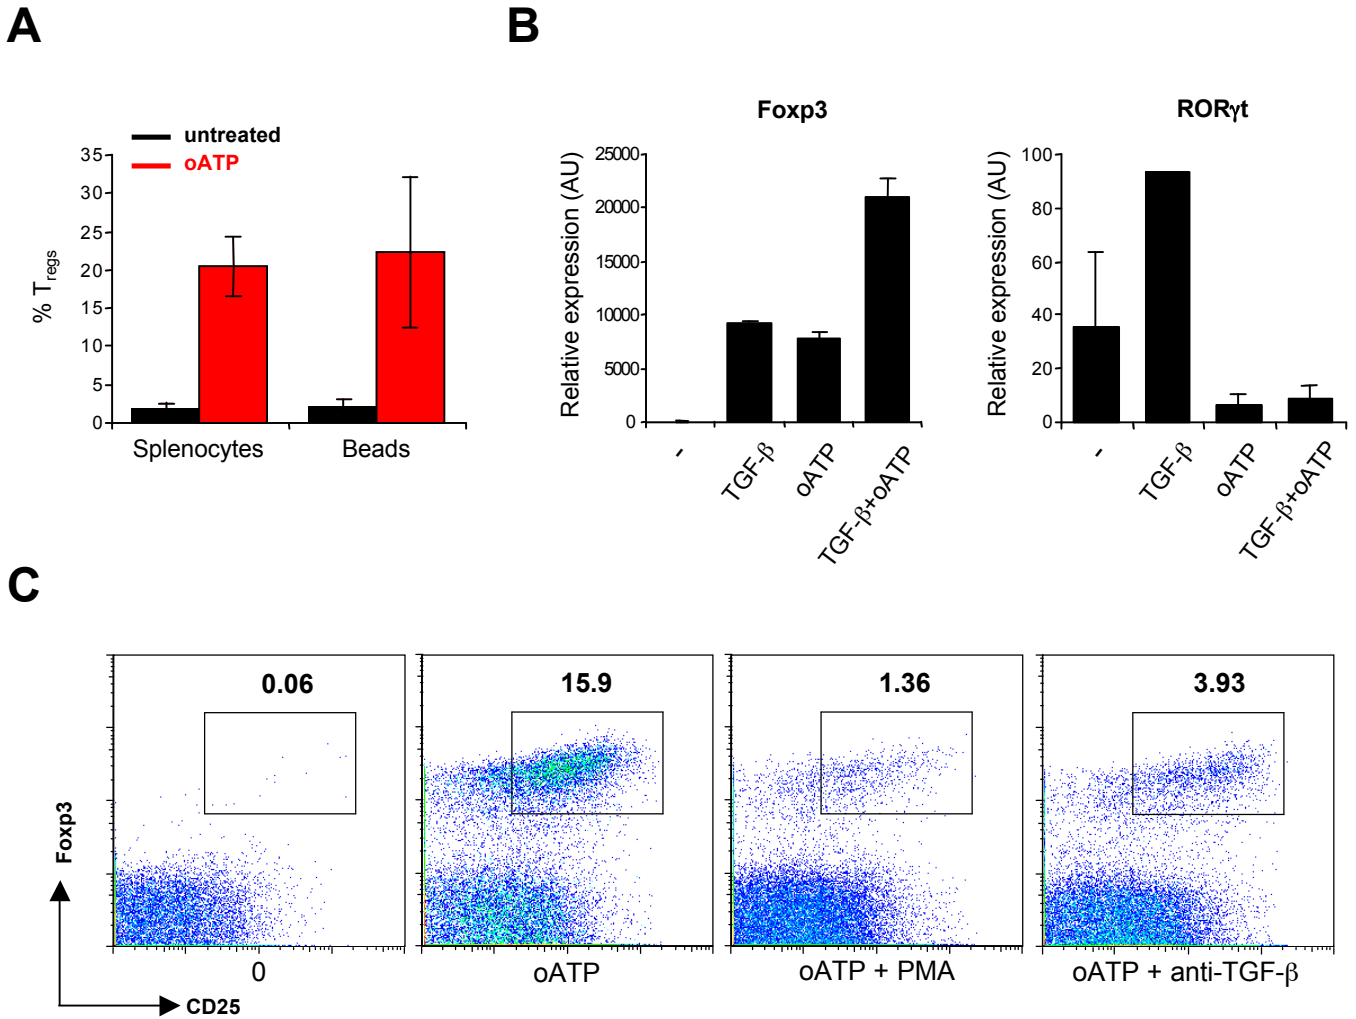 A
B
untreated
oATP
35
30
25
20
15
10
5
0
% Tregs
Splenocytes
Beads
Foxp3
Relative expression (AU)
25000
20000
15000
10000
5000
0
-
TGF-β
oATP
TGF-β+oATP
RORγt
Relative expression (AU)
100
80
60
40
20
0
-
TGF-β
oATP
TGF-β+oATP
C
0.06
15.9
1.36
3.93
Foxp3
CD25
0
oATP
oATP + PMA
oATP + anti-TGF-β